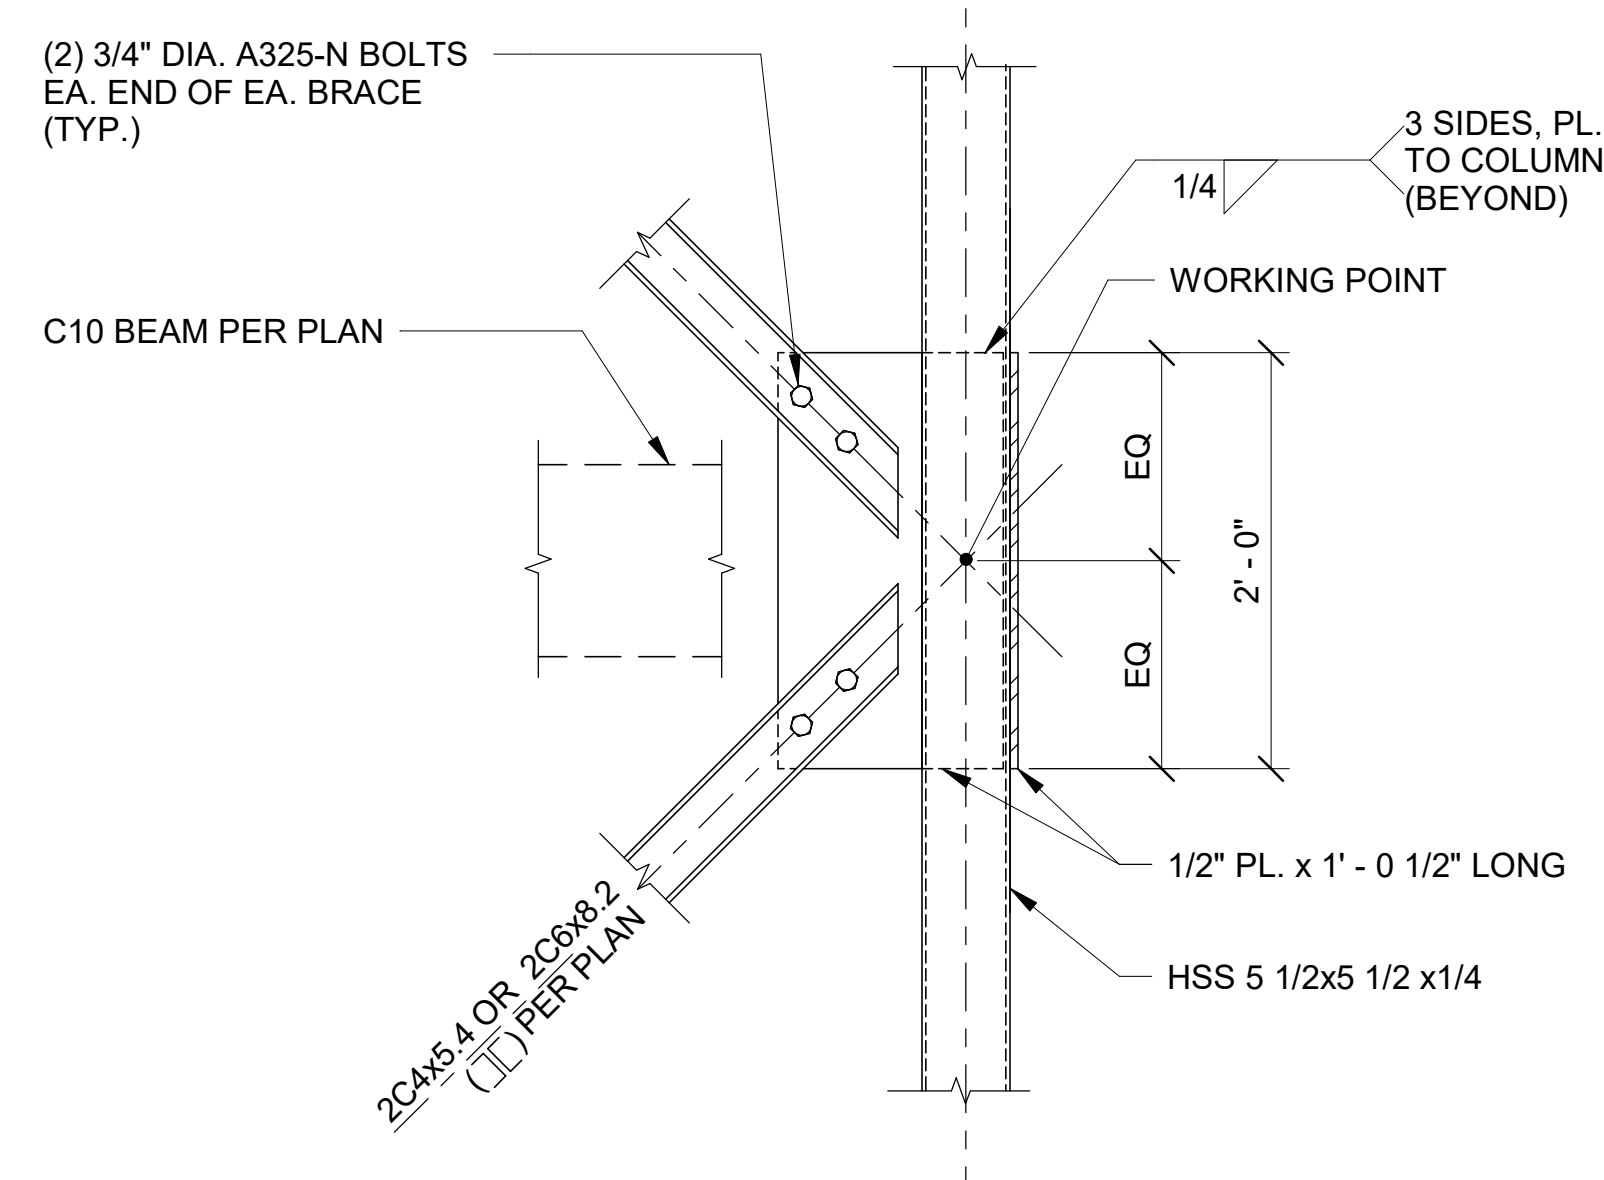 (2) 3/4" DIA. A325-N BOLTS
EA. END OF EA. BRACE
(TYP.)
3 SIDES, PL.
TO COLUMN
(BEYOND)
1/4
WORKING POINT
C10 BEAM PER PLAN
EQ
2' - 0"
EQ
1/2" PL. x 1' - 0 1/2" LONG
HSS 5 1/2x5 1/2 x1/4
2C4x5.4 OR 2C6x8.2
(][) PER PLAN